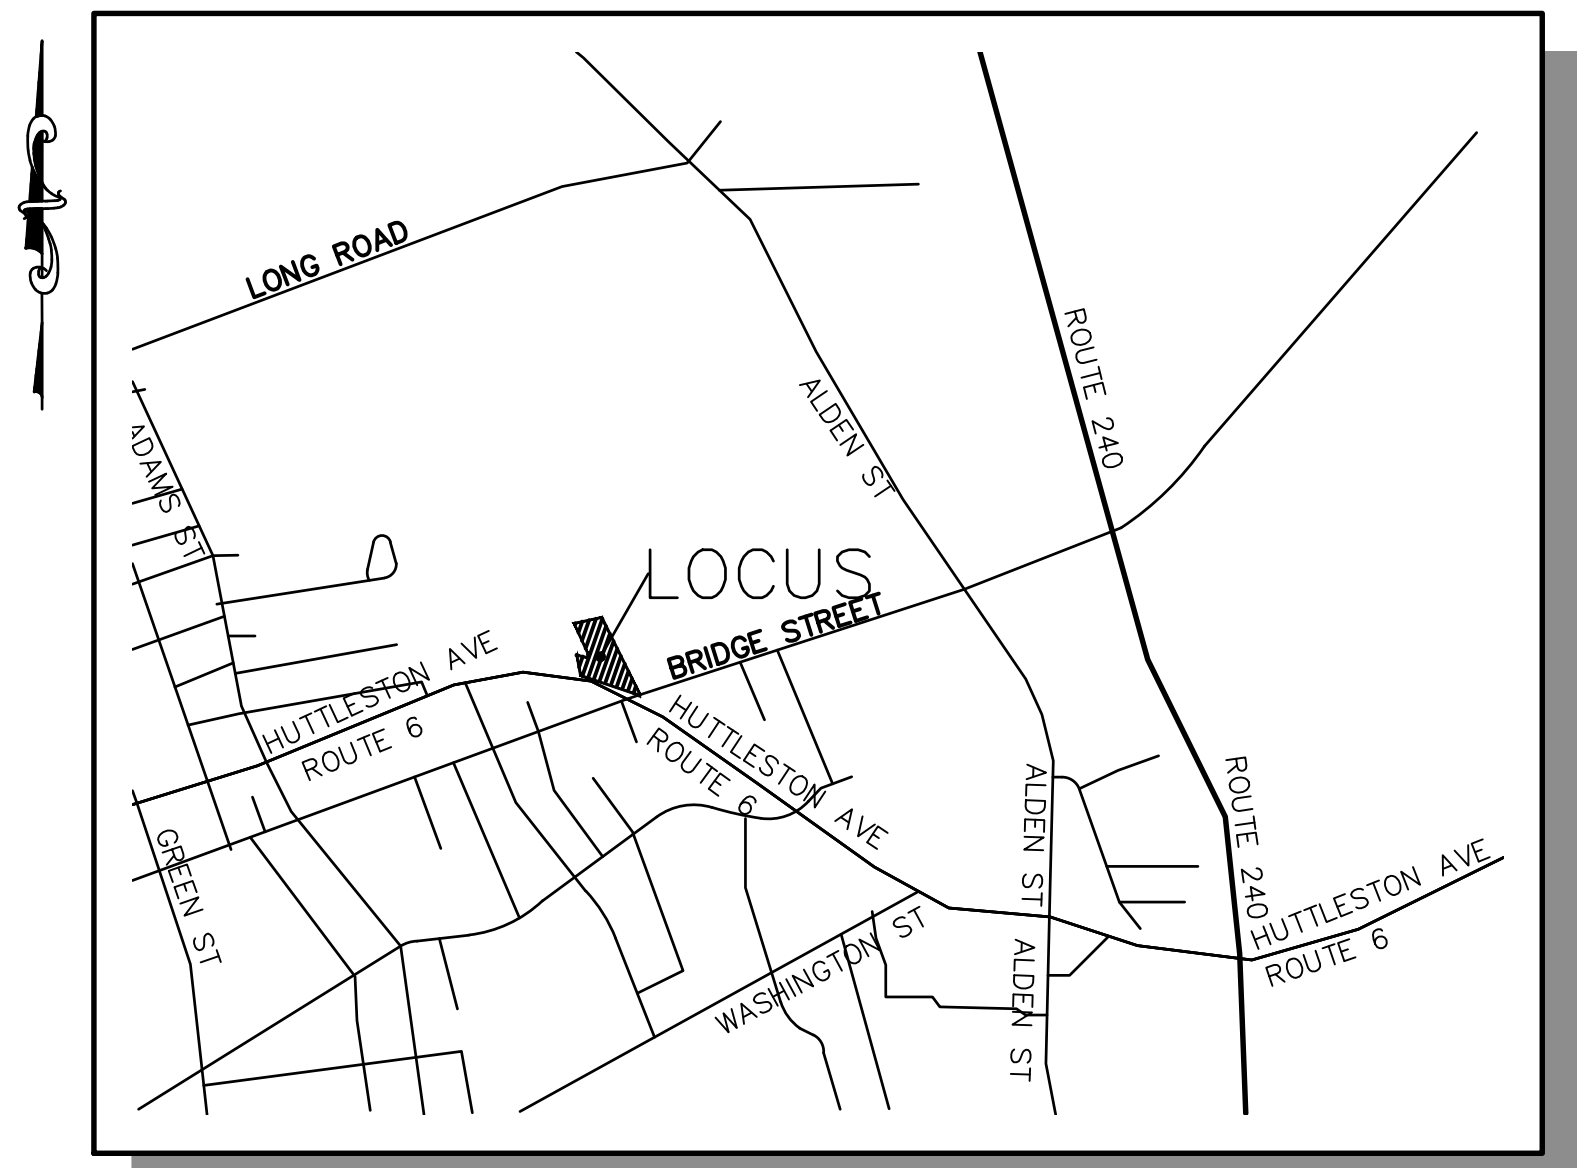 LONG ROAD
ROUTE 240
ALDEN ST
ADAMS ST
LOCUS
BRIDGE STREET
HUTTLESTON AVE
ROUTE 6
HUTTLESTON AVE
ROUTE 6
ALDEN ST
ROUTE 240
GREEN ST
HUTTLESTON AVE
ROUTE 6
WASHINGTON ST
ALDEN ST